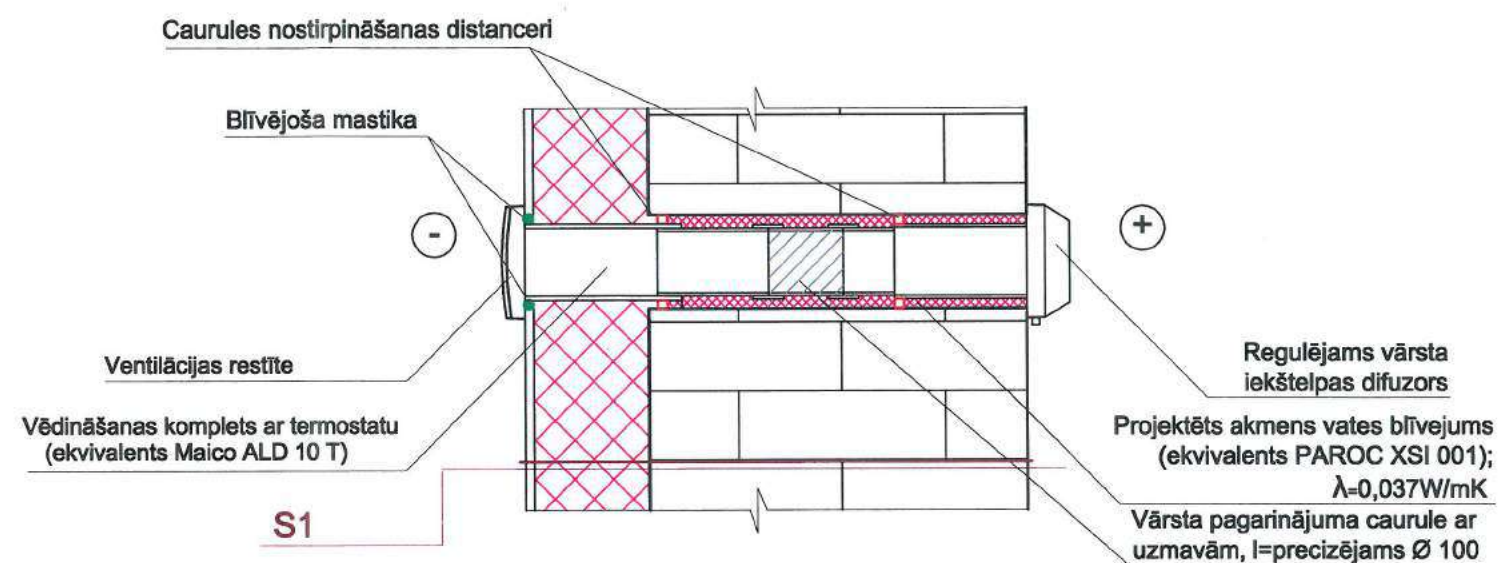 Caurules nostirpināšanas distanceri
Blīvējoša mastika
-
+
Ventilācijas restīte
Regulējams vārsta
iekštelpas difuzors
Vēdināšanas komplets ar termostatu
(ekvivalents Maico ALD 10 T)
Projektēts akmens vates blīvejums
(ekvivalents PAROC XSI 001);
λ=0,037W/mK
S1
Vārsta pagarinājuma caurule ar
uzmavām, l=precizējams Ø 100